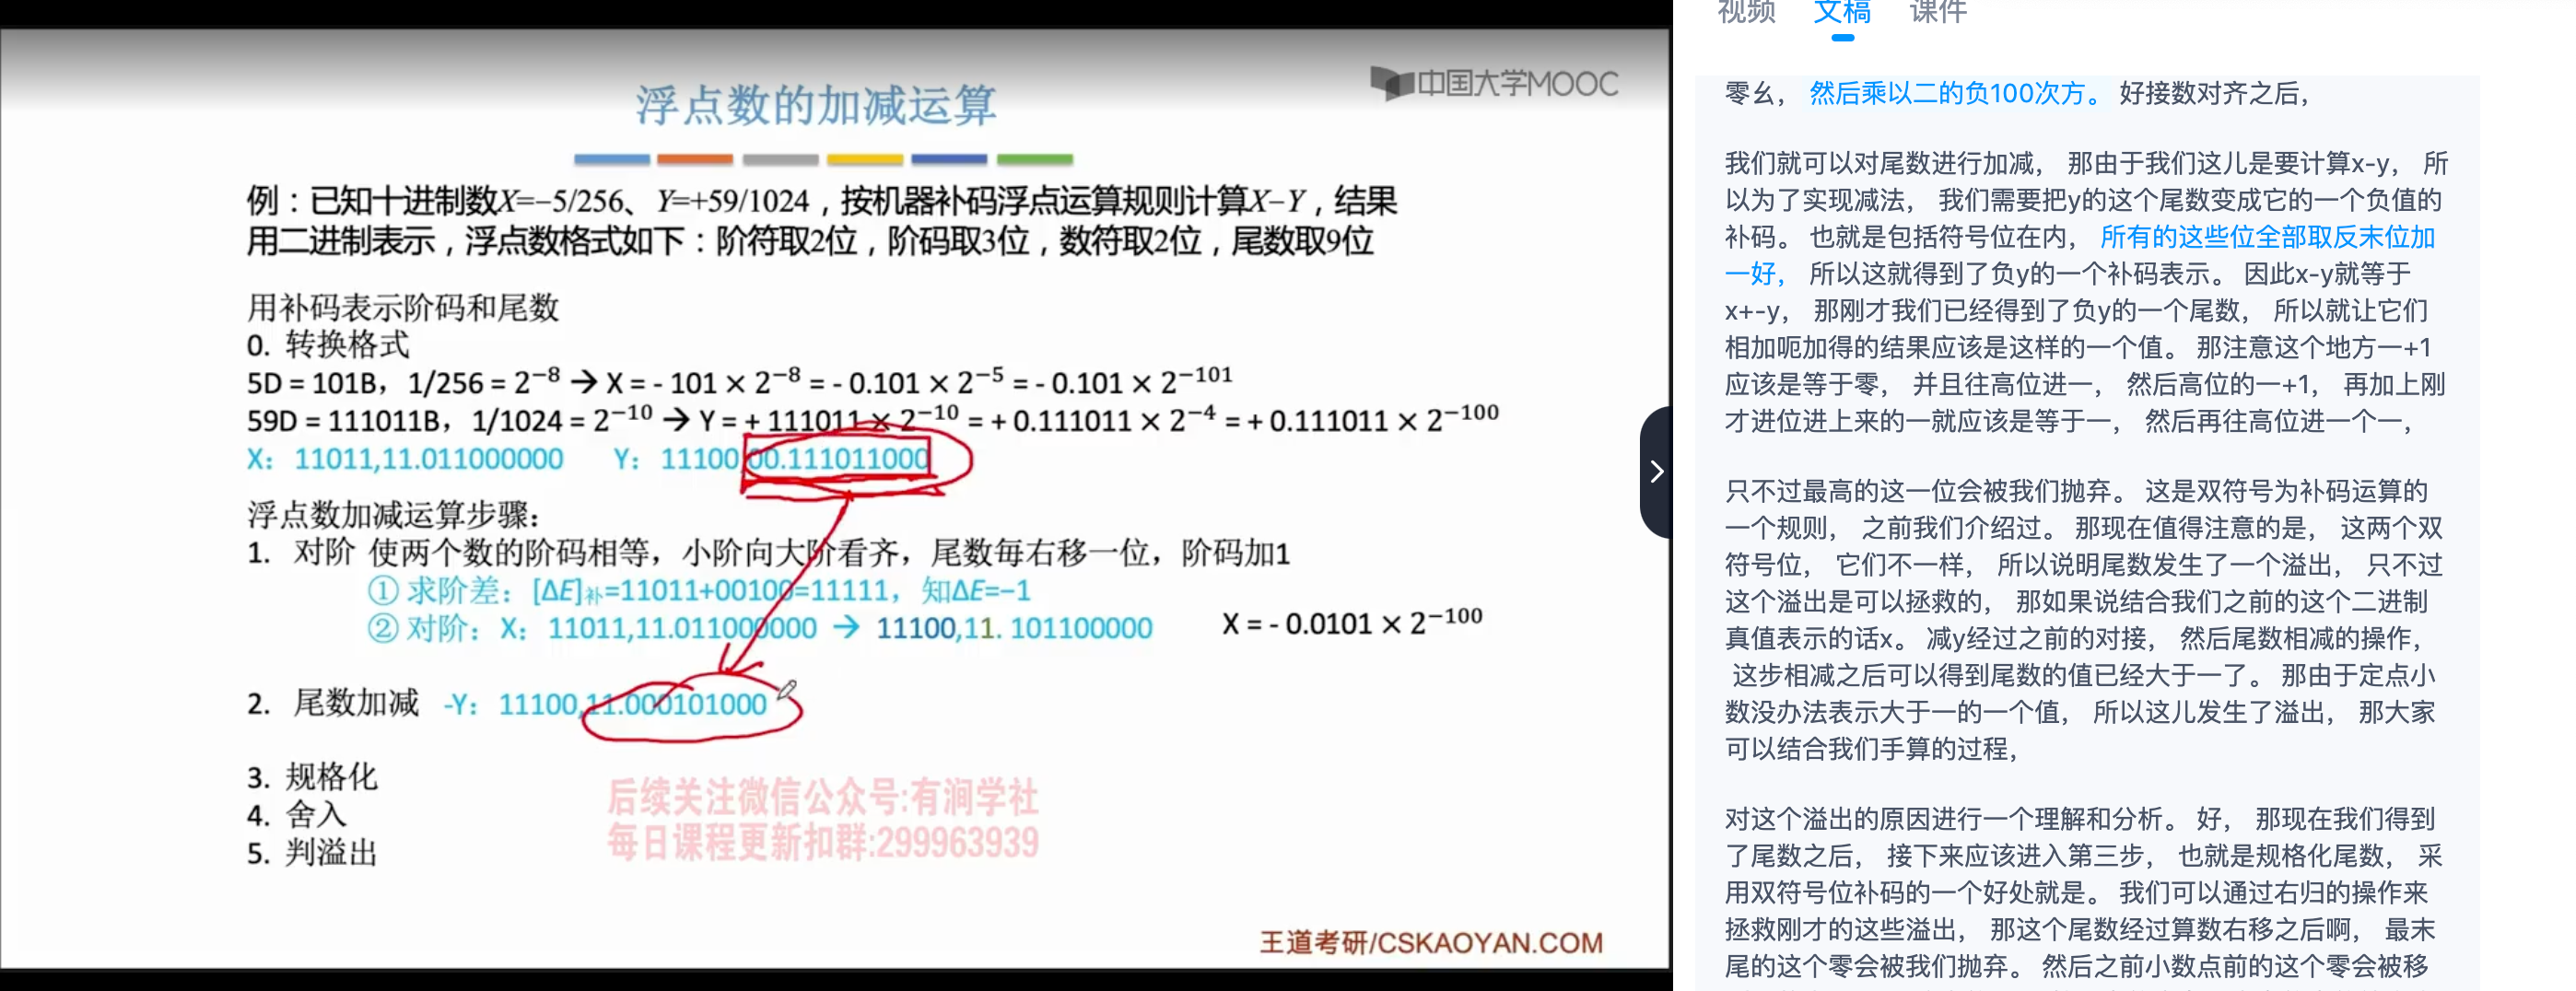 中国大学MOOC
浮点数的加减运算
例：已知十进制数X=−5/256、Y=+59/1024，按机器补码浮点运算规则计算X−Y，结果
用二进制表示，浮点数格式如下：阶符取2位，阶码取3位，数符取2位，尾数取9位
用补码表示阶码和尾数
0. 转换格式
5D = 101B，1/256 = 2⁻⁸ → X = - 101 × 2⁻⁸ = - 0.101 × 2⁻⁵ = - 0.101 × 2⁻¹⁰¹
59D = 111011B，1/1024 = 2⁻¹⁰ → Y = + 111011 × 2⁻¹⁰ = + 0.111011 × 2⁻⁴ = + 0.111011 × 2⁻¹⁰⁰
X：11011,11.011000000 Y：11100,00.111011000
浮点数加减运算步骤：
1. 对阶 使两个数的阶码相等，小阶向大阶看齐，尾数每右移一位，阶码加1
① 求阶差：[ΔE]补=11011+00100=11111，知ΔE=−1
② 对阶：X：11011,11.011000000 → 11100,11. 101100000 X = - 0.0101 × 2⁻¹⁰⁰
2. 尾数加减 -Y：11100,11.000101000
3. 规格化
4. 舍入
5. 判溢出
后续关注微信公众号:有涧学社
每日课程更新扣群:299963939
王道考研/CSKAOYAN.COM
视频 文稿 课件
零幺，然后乘以二的负100次方。好接数对齐之后，
我们就可以对尾数进行加减，那由于我们这儿是要计算x-y，所
以为了实现减法，我们需要把y的这个尾数变成它的一个负值的
补码。也就是包括符号位在内，所有的这些位全部取反末位加
一好，所以这就得到了负y的一个补码表示。因此x-y就等于
x+-y，那刚才我们已经得到了负y的一个尾数，所以就让它们
相加呃加得的结果应该是这样的一个值。那注意这个地方一+1
应该是等于零，并且往高位进一，然后高位的一+1，再加上刚
才进位进上来的一就应该是等于一，然后再往高位进一个一，
只不过最高的这一位会被我们抛弃。这是双符号为补码运算的
一个规则，之前我们介绍过。那现在值得注意的是，这两个双
符号位，它们不一样，所以说明尾数发生了一个溢出，只不过
这个溢出是可以拯救的，那如果说结合我们之前的这个二进制
真值表示的话x。减y经过之前的对接，然后尾数相减的操作，
这步相减之后可以得到尾数的值已经大于一了。那由于定点小
数没办法表示大于一的一个值，所以这儿发生了溢出，那大家
可以结合我们手算的过程，
对这个溢出的原因进行一个理解和分析。好，那现在我们得到
了尾数之后，接下来应该进入第三步，也就是规格化尾数，采
用双符号位补码的一个好处就是。我们可以通过右归的操作来
拯救刚才的这些溢出，那这个尾数经过算数右移之后啊，最末
尾的这个零会被我们抛弃。然后之前小数点前的这个零会被移